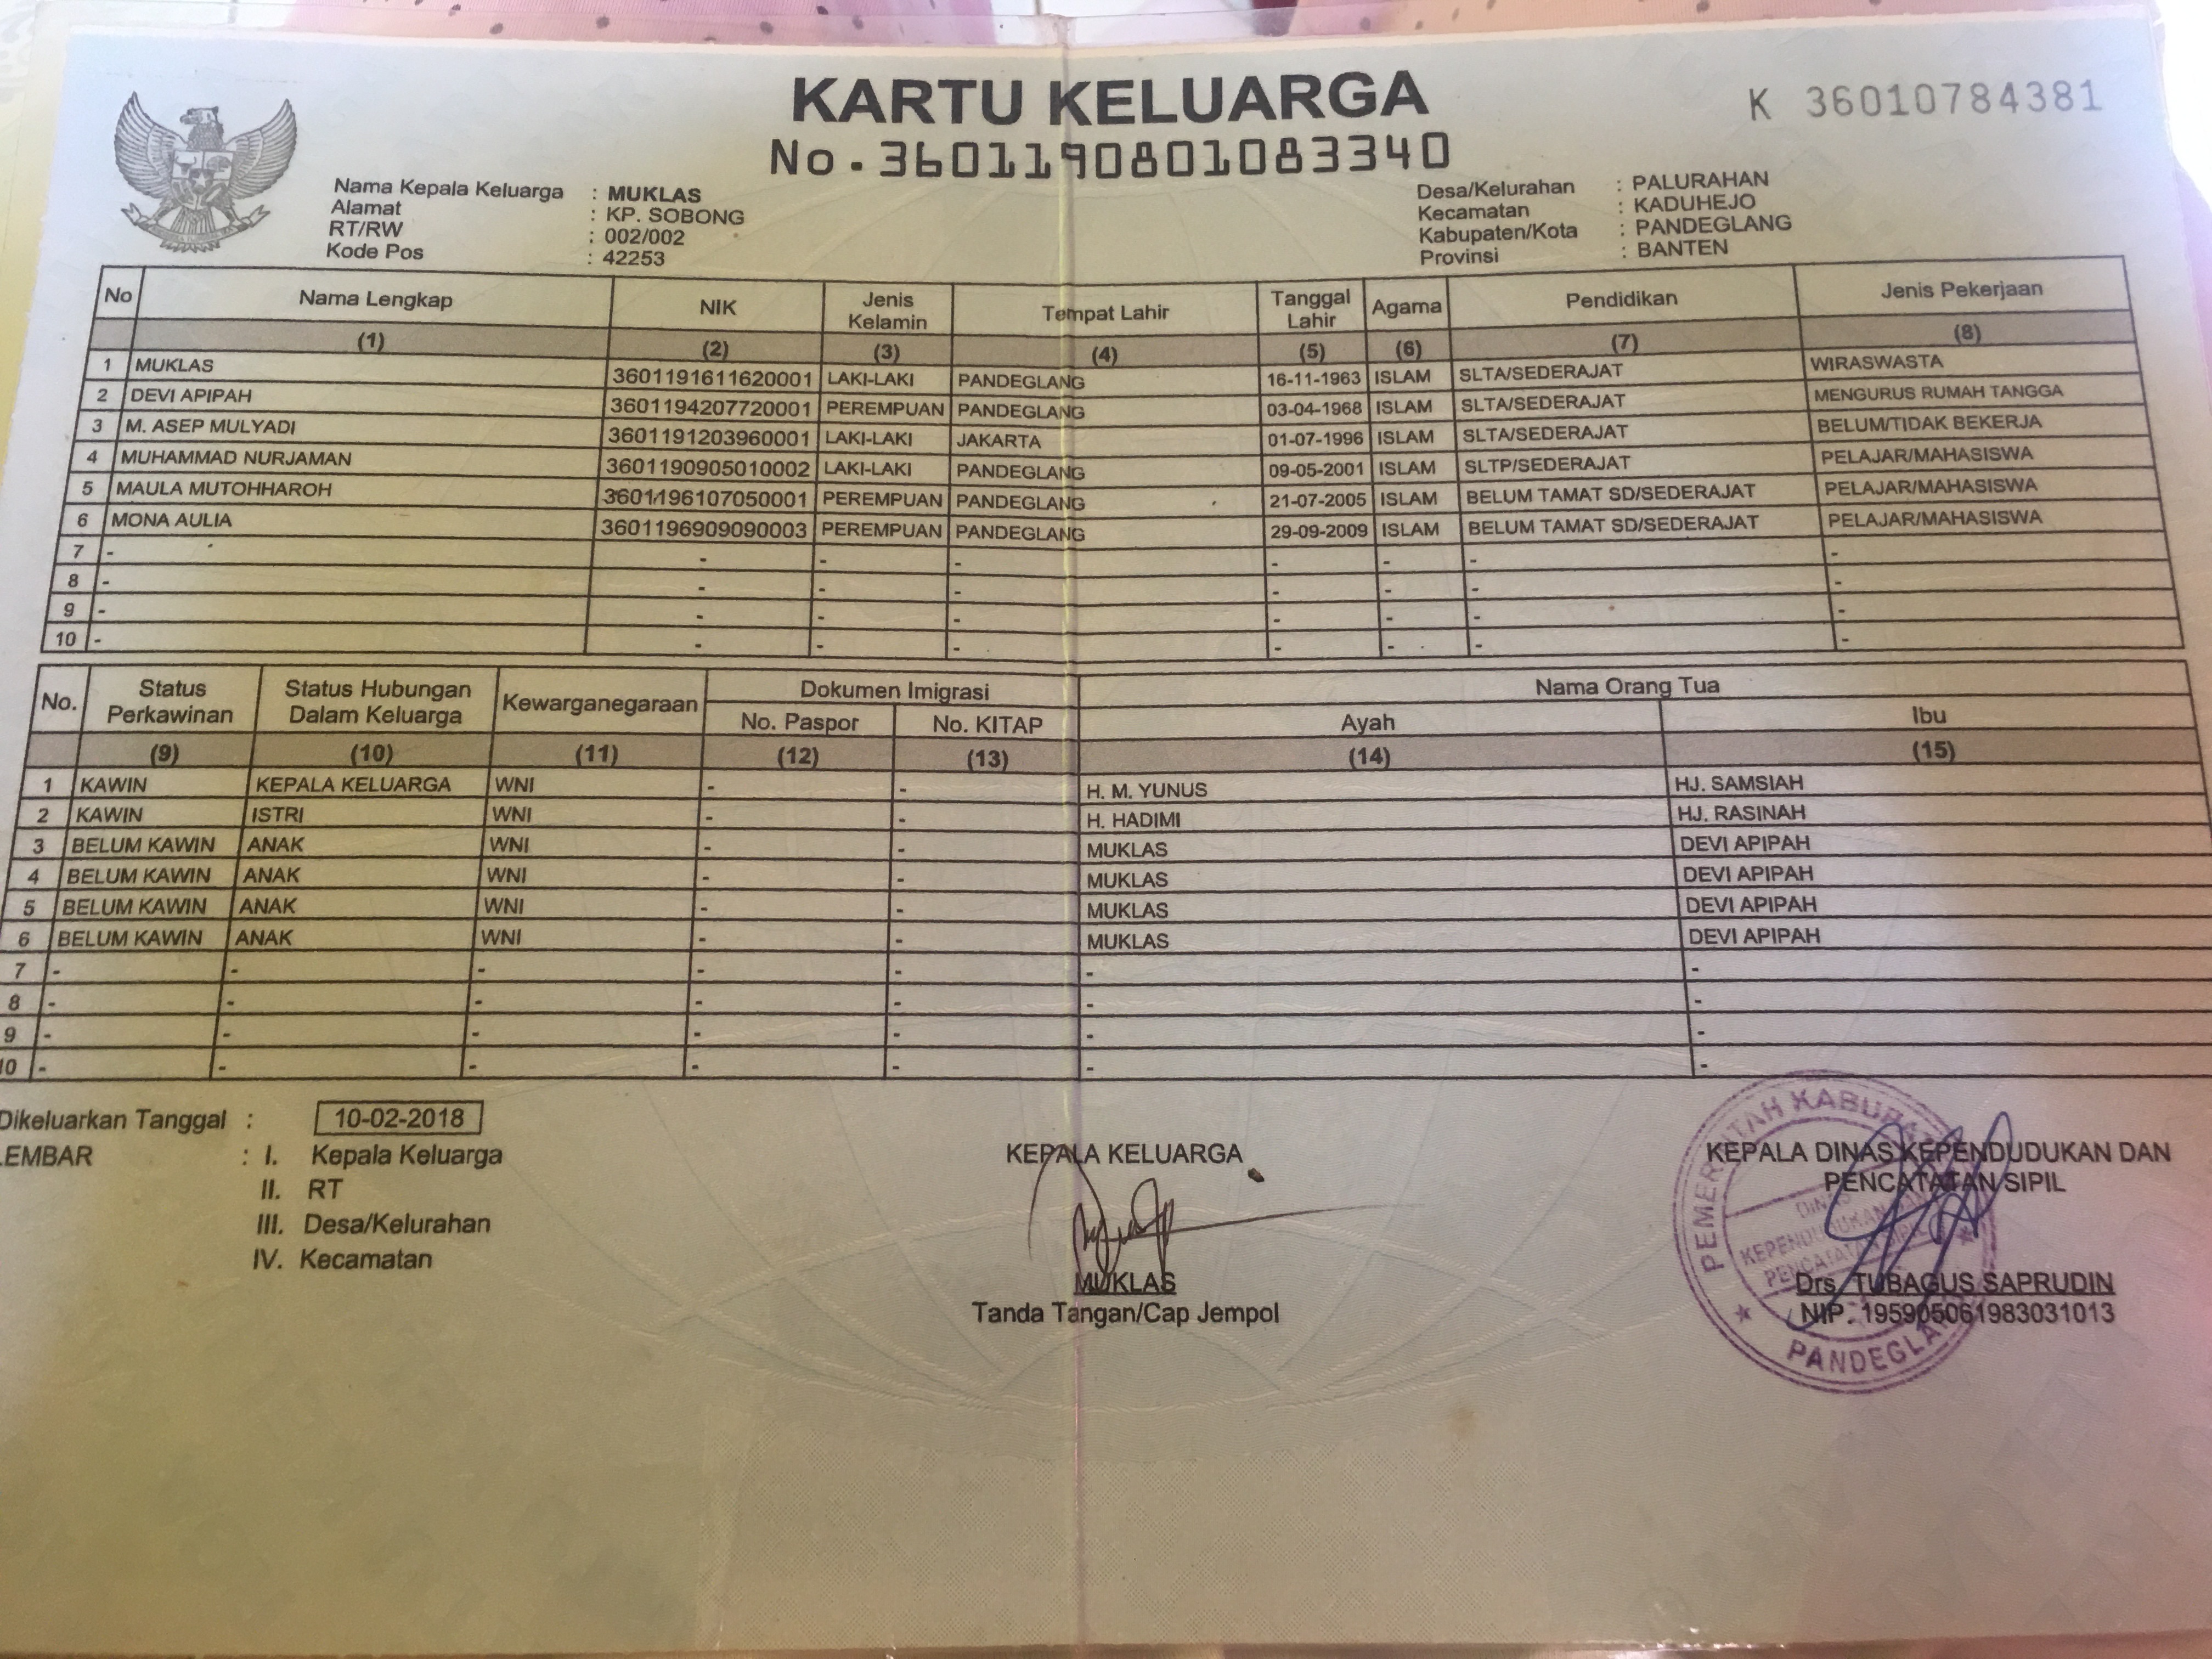 KARTU KELUARGA
No.3601190801083340
K 36010784381
Nama Kepala Keluarga : MUKLAS
Alamat : KP. SOBONG
RT/RW : 002/002
Kode Pos : 42253
Desa/Kelurahan : PALURAHAN
Kecamatan : KADUHEJO
Kabupaten/Kota : PANDEGLANG
Provinsi : BANTEN
No Nama Lengkap NIK Jenis Kelamin Tempat Lahir Tanggal Lahir Agama Pendidikan Jenis Pekerjaan
(1) (2) (3) (4) (5) (6) (7) (8)
1 MUKLAS 3601191611620001 LAKI-LAKI PANDEGLANG 16-11-1963 ISLAM SLTA/SEDERAJAT WIRASWASTA
2 DEVI APIPAH 3601194207720001 PEREMPUAN PANDEGLANG 03-04-1968 ISLAM SLTA/SEDERAJAT MENGURUS RUMAH TANGGA
3 M. ASEP MULYADI 3601191203960001 LAKI-LAKI JAKARTA 01-07-1996 ISLAM SLTA/SEDERAJAT BELUM/TIDAK BEKERJA
4 MUHAMMAD NURJAMAN 3601190905010002 LAKI-LAKI PANDEGLANG 09-05-2001 ISLAM SLTP/SEDERAJAT PELAJAR/MAHASISWA
5 MAULA MUTOHHAROH 3601196107050001 PEREMPUAN PANDEGLANG 21-07-2005 ISLAM BELUM TAMAT SD/SEDERAJAT PELAJAR/MAHASISWA
6 MONA AULIA 3601196909090003 PEREMPUAN PANDEGLANG 29-09-2009 ISLAM BELUM TAMAT SD/SEDERAJAT PELAJAR/MAHASISWA
7 - - - - - - - -
8 - - - - - - - -
9 - - - - - - - -
10 - - - - - - - -
No. Status Perkawinan Status Hubungan Dalam Keluarga Kewarganegaraan Dokumen Imigrasi Nama Orang Tua
No. Paspor No. KITAP Ayah Ibu
(9) (10) (11) (12) (13) (14) (15)
1 KAWIN KEPALA KELUARGA WNI - - H. M. YUNUS HJ. SAMSIAH
2 KAWIN ISTRI WNI - - H. HADIMI HJ. RASINAH
3 BELUM KAWIN ANAK WNI - - MUKLAS DEVI APIPAH
4 BELUM KAWIN ANAK WNI - - MUKLAS DEVI APIPAH
5 BELUM KAWIN ANAK WNI - - MUKLAS DEVI APIPAH
6 BELUM KAWIN ANAK WNI - - MUKLAS DEVI APIPAH
7 - - - - - - -
8 - - - - - - -
9 - - - - - - -
10 - - - - - - -
Dikeluarkan Tanggal : 10-02-2018
LEMBAR : I. Kepala Keluarga
II. RT
III. Desa/Kelurahan
IV. Kecamatan
KEPALA KELUARGA
MUKLAS
Tanda Tangan/Cap Jempol
KEPALA DINAS KEPENDUDUKAN DAN
PENCATATAN SIPIL
Drs. TUBAGUS SAPRUDIN
NIP. 195905061983031013
DINAS
KEPENDUDUKAN
PENCATATAN SIPIL